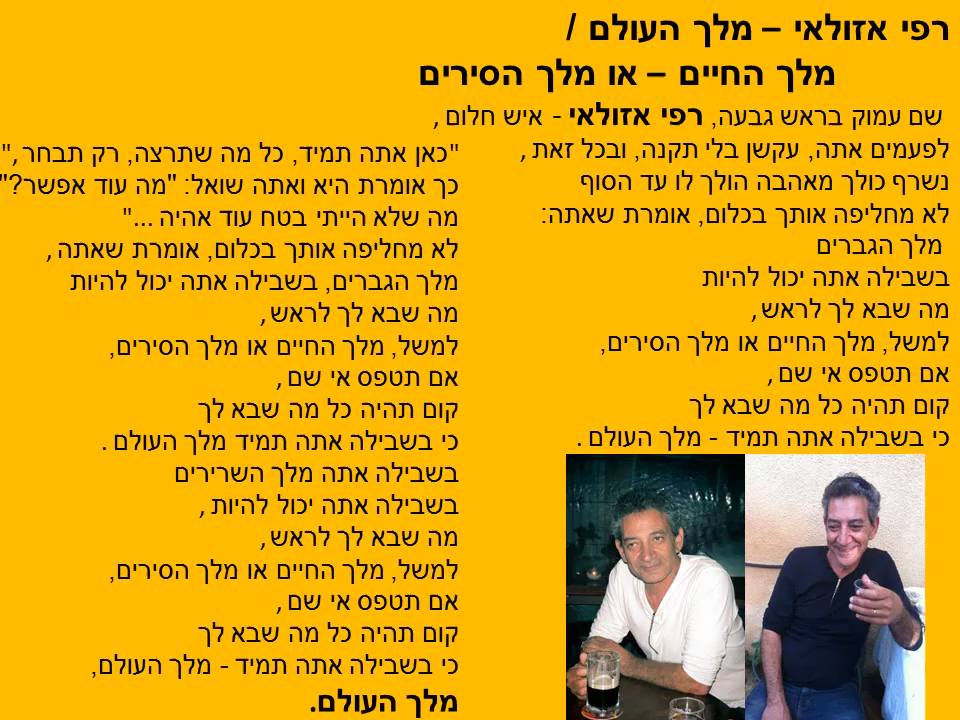 רפי אזולאי – מלך העולם /
מלך החיים – או מלך הסירים
שם עמוק בראש גבעה, רפי אזולאי - איש חלום ,
לפעמים אתה, עקשן בלי תקנה, ובכל זאת ,
נשרף כולך מאהבה הולך לו עד הסוף
לא מחליפה אותך בכלום, אומרת שאתה:
מלך הגברים
בשבילה אתה יכול להיות
מה שבא לך לראש ,
למשל, מלך החיים או מלך הסירים,
אם תטפס אי שם ,
קום תהיה כל מה שבא לך
כי בשבילה אתה תמיד - מלך העולם .
"כאן אתה תמיד, כל מה שתרצה, רק תבחר ,"
כך אומרת היא ואתה שואל: "מה עוד אפשר?"
מה שלא הייתי בטח עוד אהיה ..."
לא מחליפה אותך בכלום, אומרת שאתה ,
מלך הגברים, בשבילה אתה יכול להיות
מה שבא לך לראש ,
למשל, מלך החיים או מלך הסירים,
אם תטפס אי שם ,
קום תהיה כל מה שבא לך
כי בשבילה אתה תמיד מלך העולם .
בשבילה אתה מלך השרירים
בשבילה אתה יכול להיות ,
מה שבא לך לראש ,
למשל, מלך החיים או מלך הסירים,
אם תטפס אי שם ,
קום תהיה כל מה שבא לך
כי בשבילה אתה תמיד - מלך העולם,
מלך העולם.